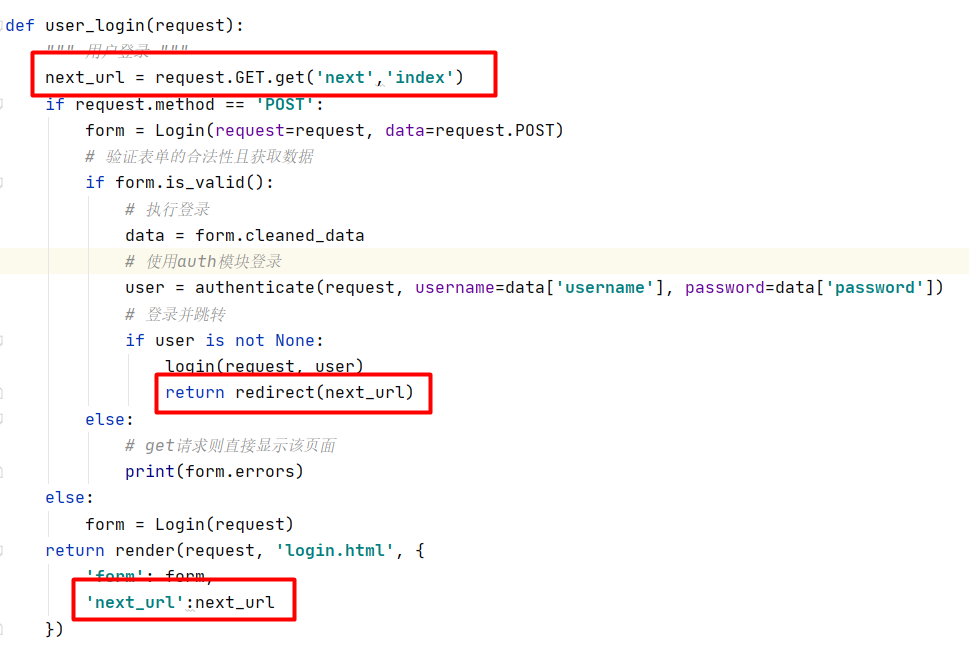 def user_login(request):
""" 用户登录 """
next_url = request.GET.get('next','index')
if request.method == 'POST':
form = Login(request=request, data=request.POST)
# 验证表单的合法性且获取数据
if form.is_valid():
# 执行登录
data = form.cleaned_data
# 使用auth模块登录
user = authenticate(request, username=data['username'], password=data['password'])
# 登录并跳转
if user is not None:
login(request, user)
return redirect(next_url)
else:
# get请求则直接显示该页面
print(form.errors)
else:
form = Login(request)
return render(request, 'login.html', {
'form': form,
'next_url':next_url
})